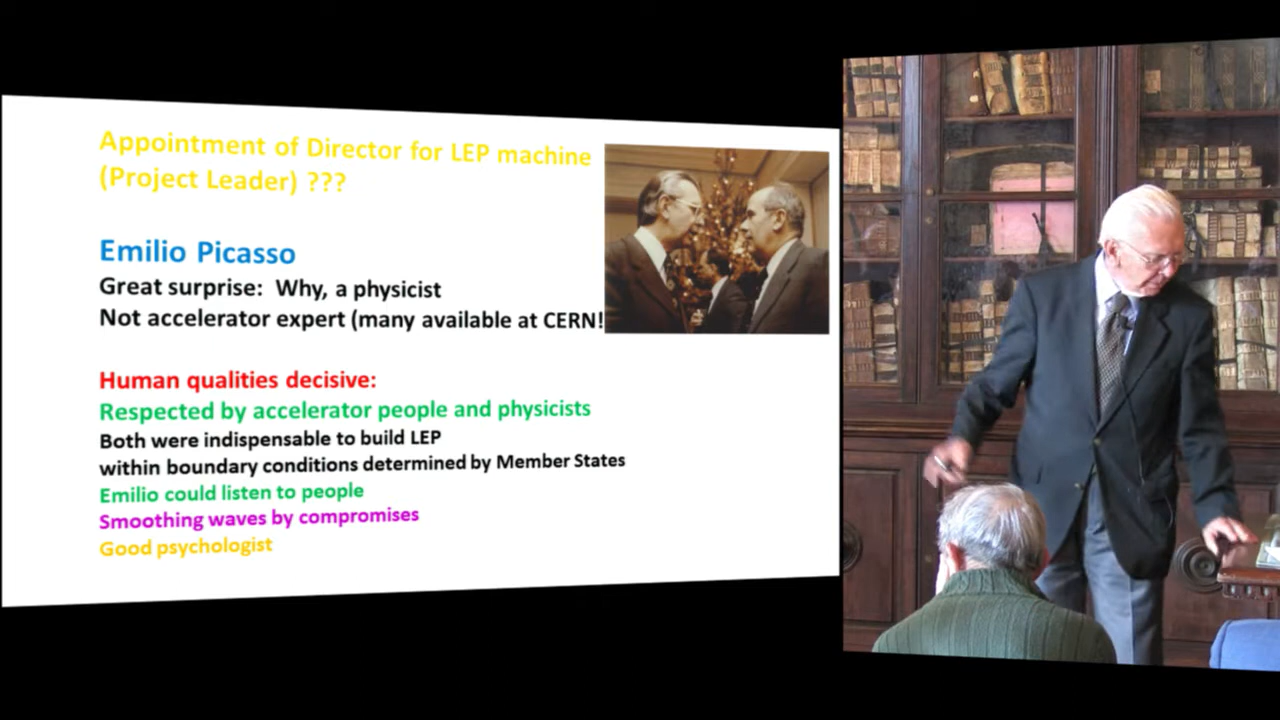 Appointment of Director for LEP machine
(Project Leader) ???
Emilio Picasso
Great surprise: Why, a physicist
Not accelerator expert (many available at CERN!
Human qualities decisive:
Respected by accelerator people and physicists
Both were indispensable to build LEP
within boundary conditions determined by Member States
Emilio could listen to people
Smoothing waves by compromises
Good psychologist